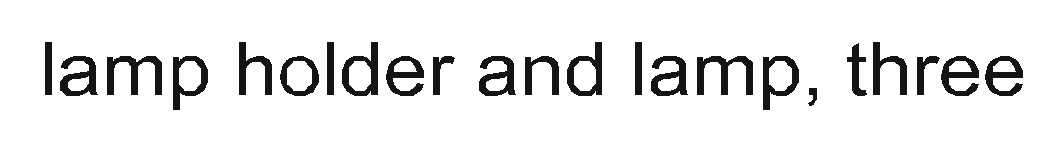 lamp holder and lamp, three